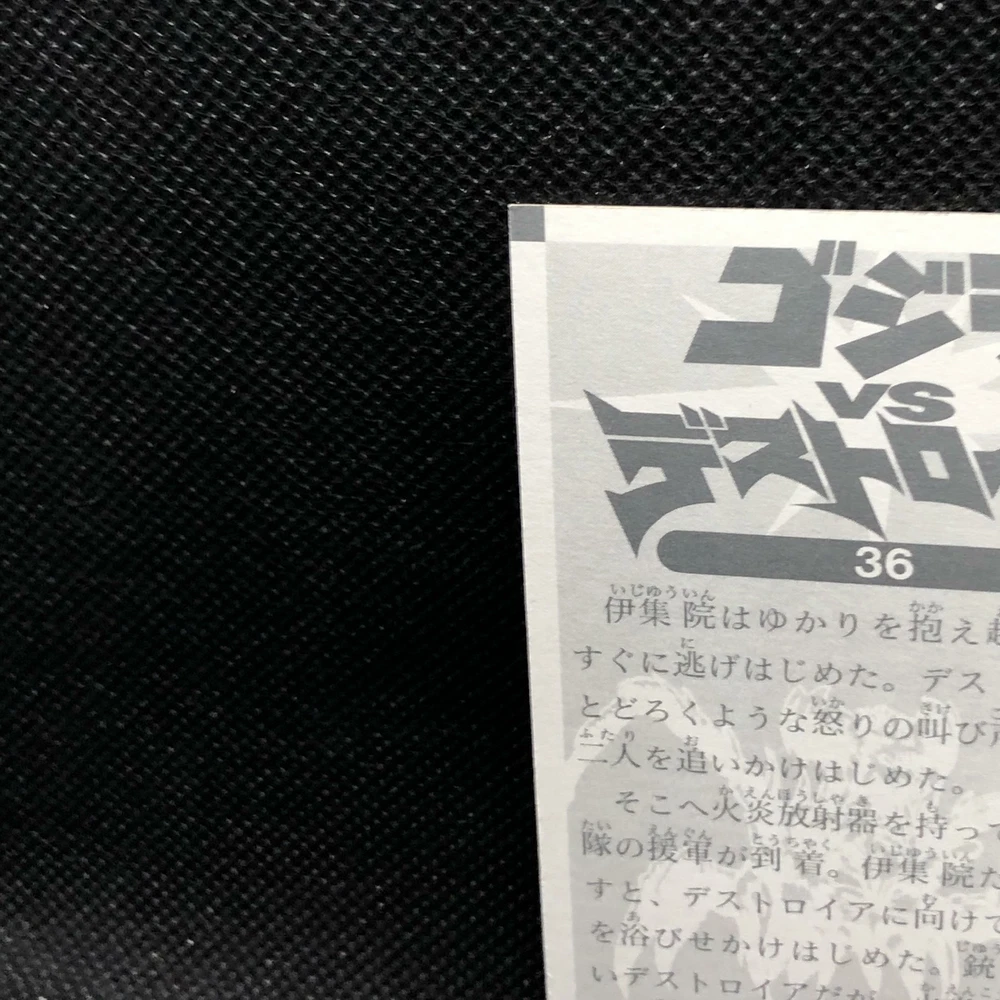 ゴジ
VS
デストロ
36
伊集院はゆかりを抱え
すぐに逃げはじめた。デス
とどろくような怒りの叫び
二人を追いかけはじめた。
そこへ火炎放射器を持っ
隊の援軍が到着。伊集院
すと、デストロイアに向け
を浴びせかけはじめた。銃
いデストロイアだが